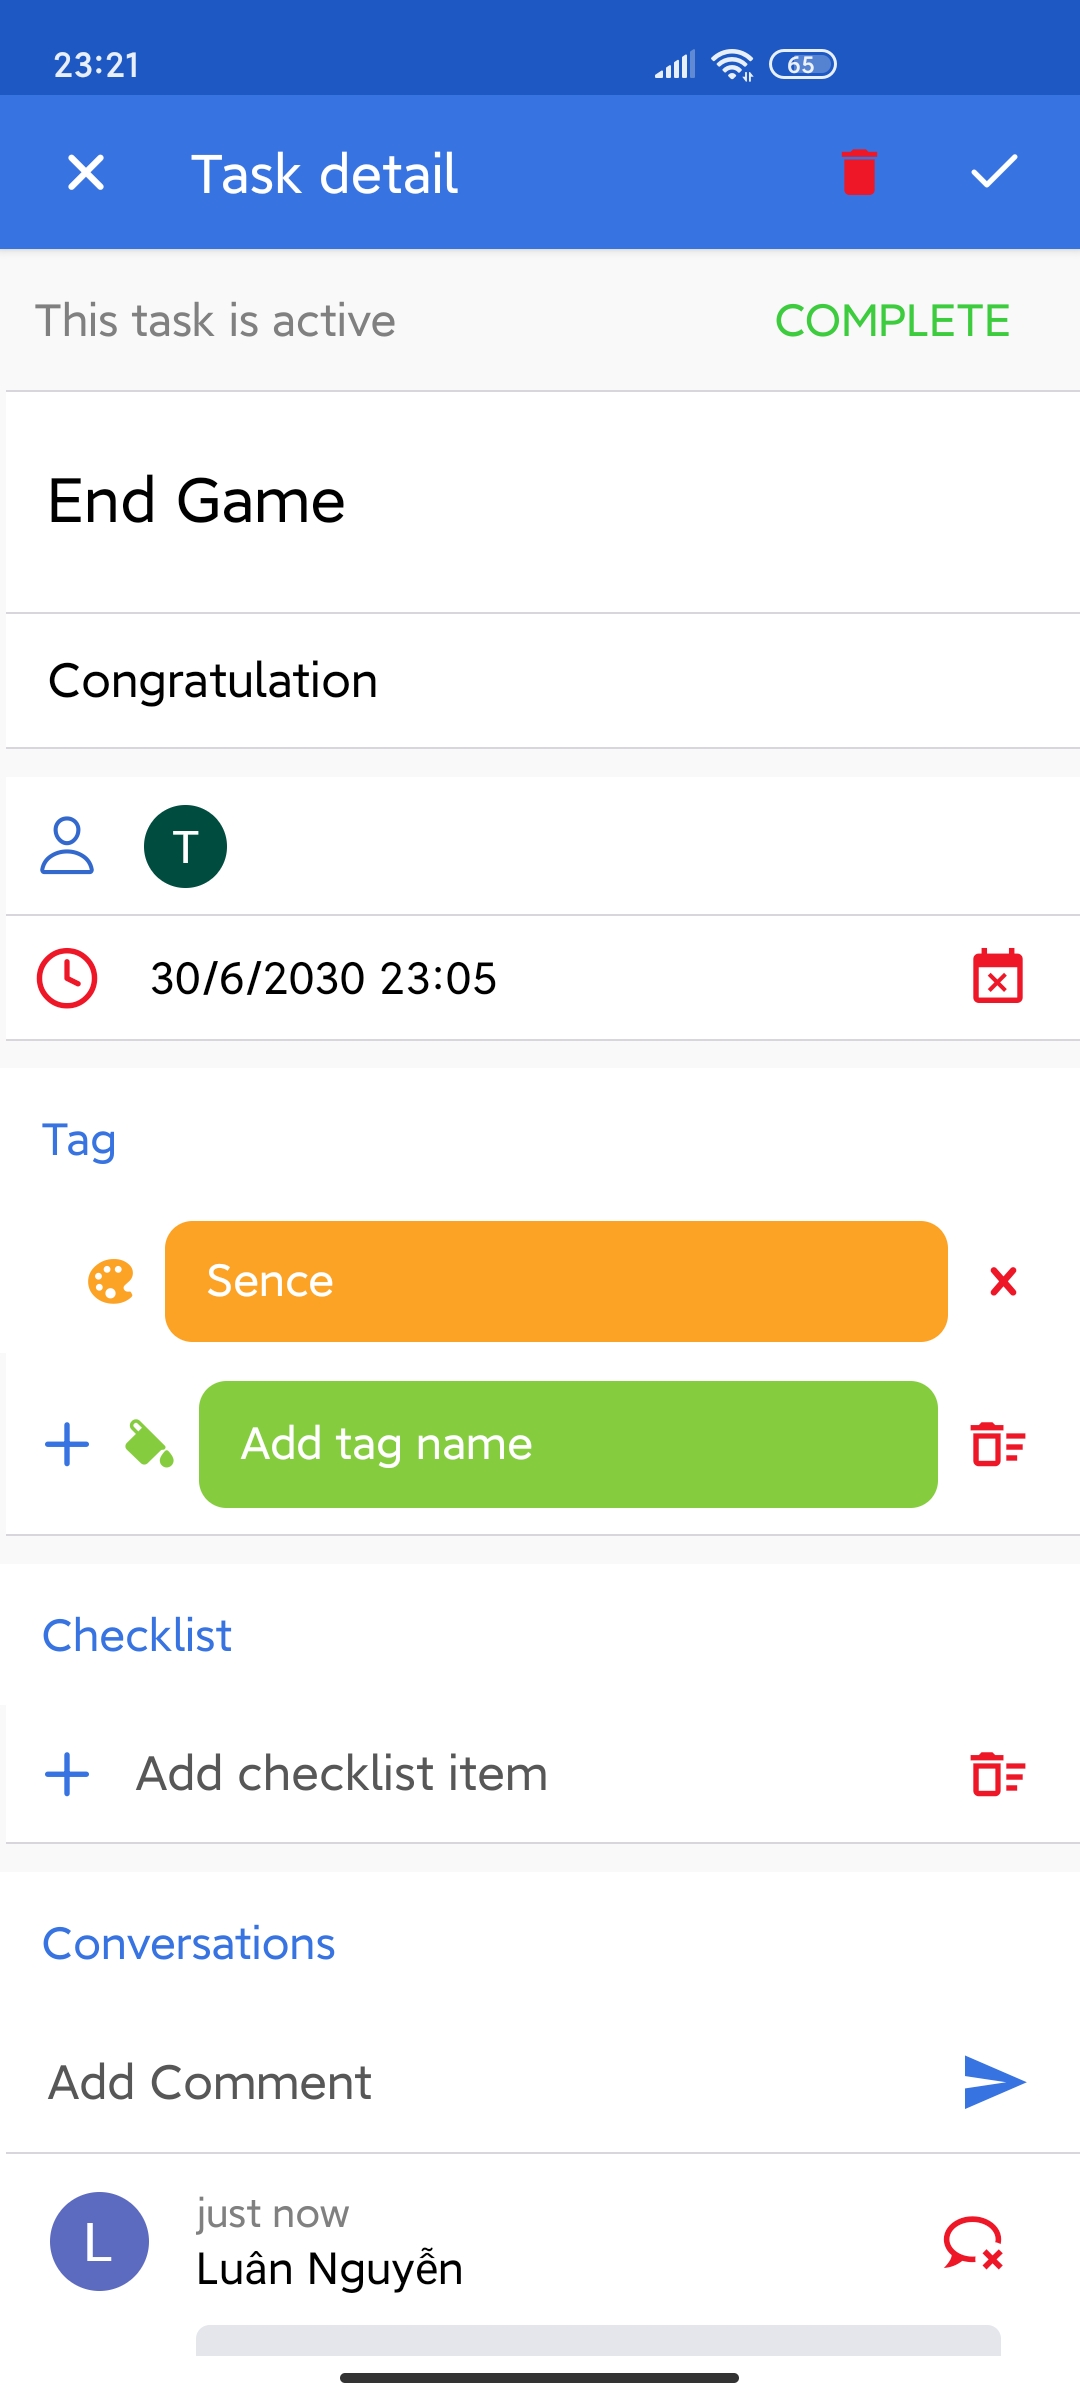 23:21
65
Task detail
This task is active
COMPLETE
End Game
Congratulation
T
30/6/2030 23:05
Tag
Sence
Add tag name
Checklist
Add checklist item
Conversations
Add Comment
L
just now
Luân Nguyễn